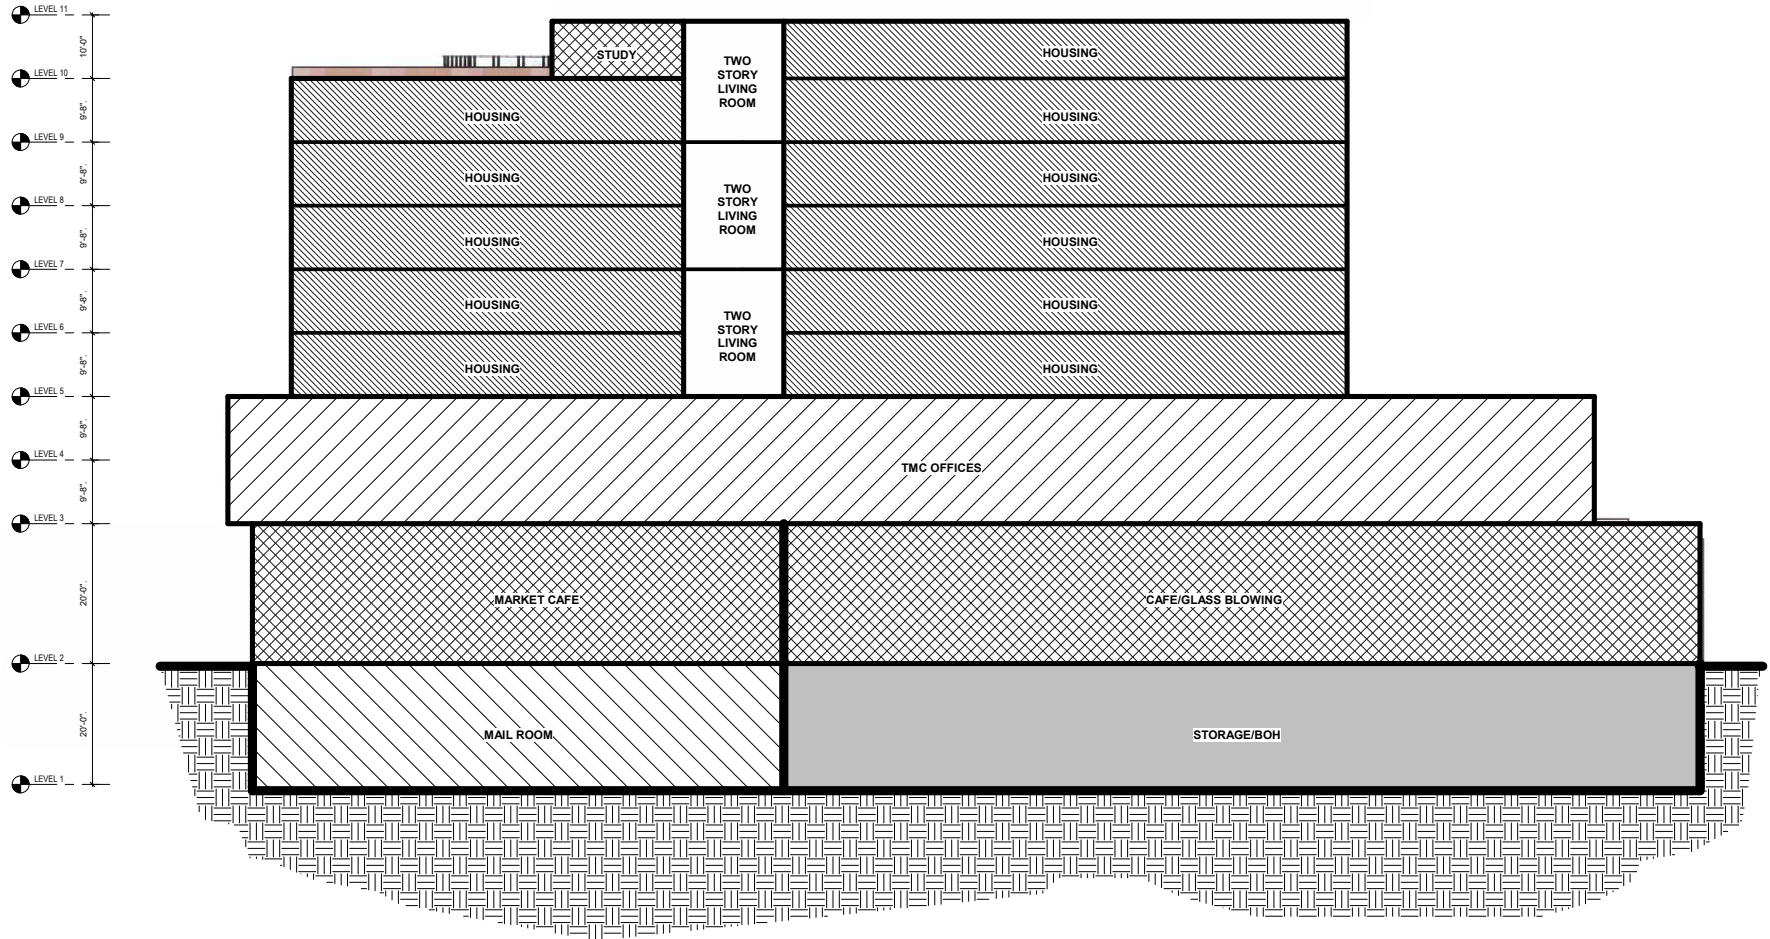 LEVEL 11
10'-0"
STUDY
HOUSING
TWO
STORY
LIVING
ROOM
LEVEL 10
9'-8".
HOUSING
HOUSING
LEVEL 9
9'-8".
HOUSING
HOUSING
TWO
STORY
LIVING
ROOM
LEVEL 8
9'-8".
HOUSING
HOUSING
LEVEL 7
9'-8".
HOUSING
HOUSING
TWO
STORY
LIVING
ROOM
LEVEL 6
9'-8".
HOUSING
HOUSING
LEVEL 5
9'-8".
LEVEL 4
TMC OFFICES
9'-8".
LEVEL 3
20'-0".
MARKET CAFE
CAFE/GLASS BLOWING
LEVEL 2
20'-0".
MAIL ROOM
STORAGE/BOH
LEVEL 1